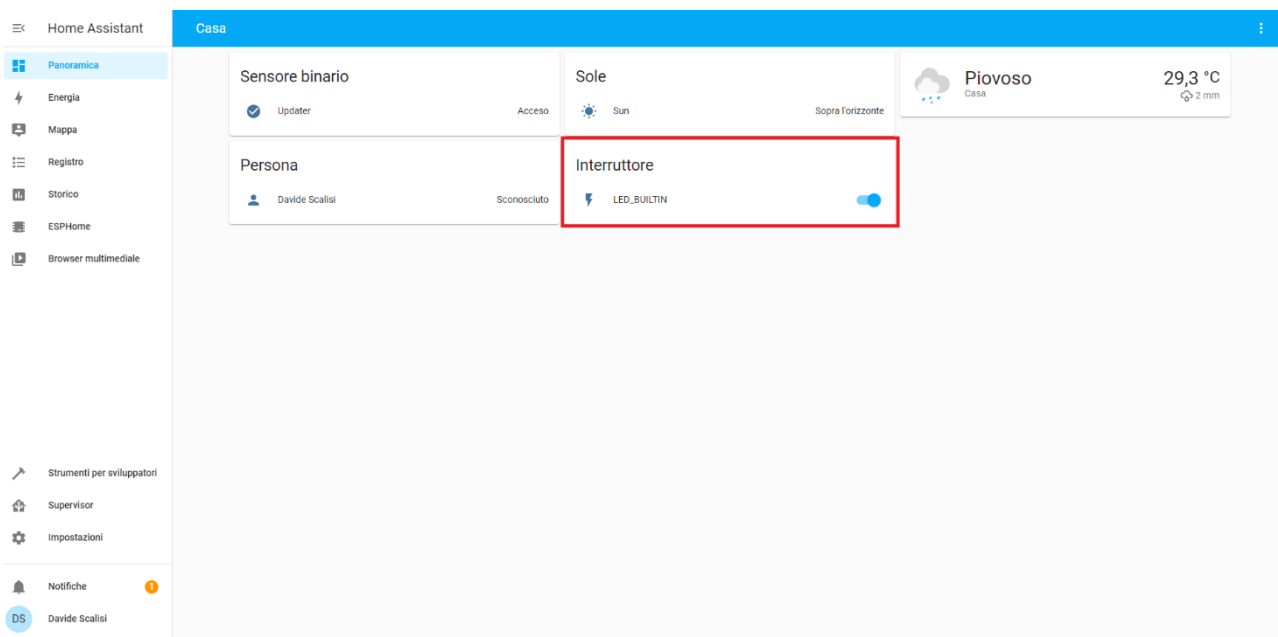 Home Assistant
Casa
Panoramica
Energia
Mappa
Registro
Storico
ESPHome
Browser multimediale
Strumenti per sviluppatori
Supervisor
Impostazioni
Notifiche
1
DS
Davide Scalisi
Sensore binario
Updater
Acceso
Sole
Sun
Sopra l'orizzonte
Piovoso
Casa
29,3 °C
2 mm
Persona
Davide Scalisi
Sconosciuto
Interruttore
LED_BUILTIN